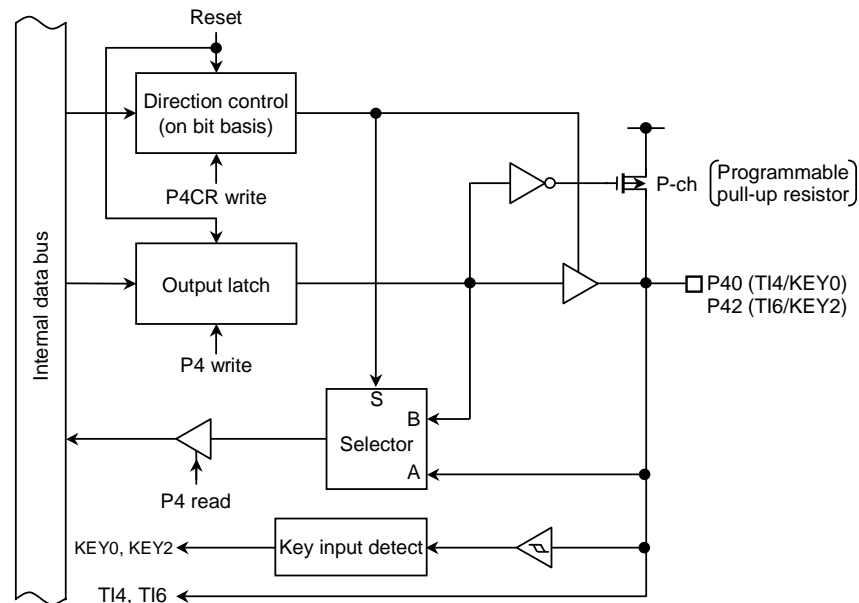 Reset
Direction control
(on bit basis)
P4CR write
P-ch
Programmable
pull-up resistor
Internal data bus
Output latch
P40 (TI4/KEY0)
P42 (TI6/KEY2)
P4 write
S
B
Selector
A
P4 read
KEY0, KEY2
Key input detect
TI4, TI6